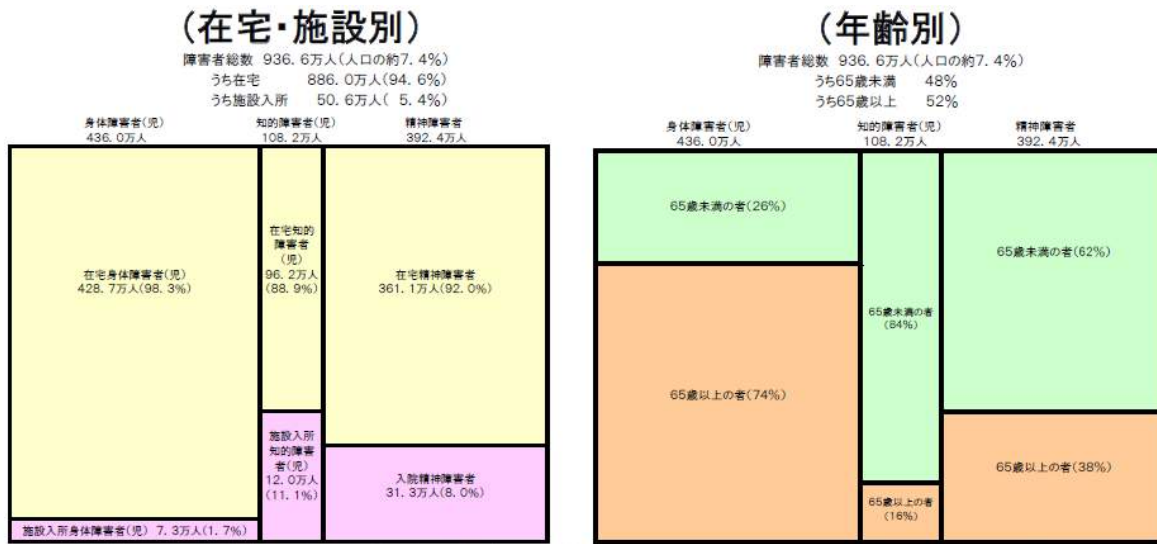 (在宅・施設別)
障害者総数 936.6万人(人口の約7.4%)
うち在宅 886.0万人(94.6%)
うち施設入所 50.6万人( 5.4%)
身体障害者(児)
436.0万人
知的障害者(児)
108.2万人
精神障害者
392.4万人
在宅身体障害者(児)
428.7万人(98.3%)
在宅知的
障害者
(児)
96.2万人
(88.9%)
在宅精神障害者
361.1万人(92.0%)
施設入所
知的障害
者(児)
12.0万人
(11.1%)
入院精神障害者
31.3万人(8.0%)
施設入所身体障害者(児) 7.3万人(1.7%)
(年齢別)
障害者総数 936.6万人(人口の約7.4%)
うち65歳未満 48%
うち65歳以上 52%
身体障害者(児)
436.0万人
知的障害者(児)
108.2万人
精神障害者
392.4万人
65歳未満の者(26%)
65歳未満の者(62%)
65歳未満の者
(84%)
65歳以上の者(74%)
65歳以上の者(38%)
65歳以上の者
(16%)